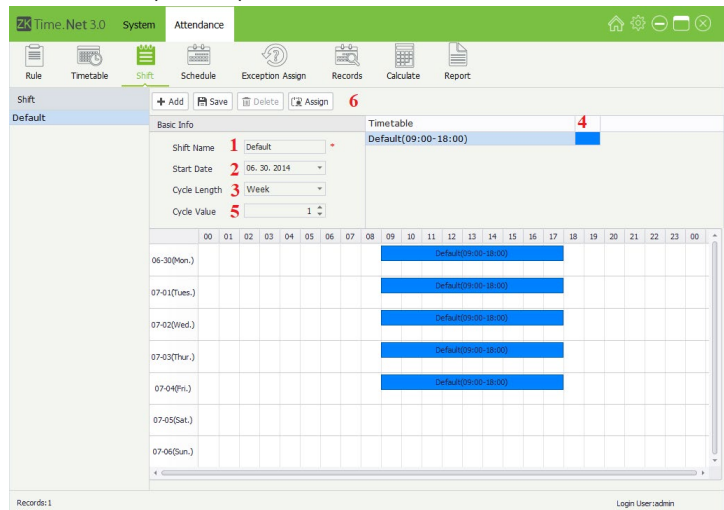 ZK Time.Net 3.0 System Attendance
Rule Timetable Shift Schedule Exception Assign Records Calculate Report
Shift
Default
Add Save Delete Assign 6
Basic Info
Shift Name 1 Default *
Start Date 2 06. 30. 2014
Cycle Length 3 Week
Cycle Value 5 1
Timetable 4
Default(09:00-18:00)
00 01 02 03 04 05 06 07 08 09 10 11 12 13 14 15 16 17 18 19 20 21 22 23 00
06-30(Mon.) Default(09:00-18:00)
07-01(Tues.) Default(09:00-18:00)
07-02(Wed.) Default(09:00-18:00)
07-03(Thur.) Default(09:00-18:00)
07-04(Fri.) Default(09:00-18:00)
07-05(Sat.)
07-06(Sun.)
Records:1 Login User:admin